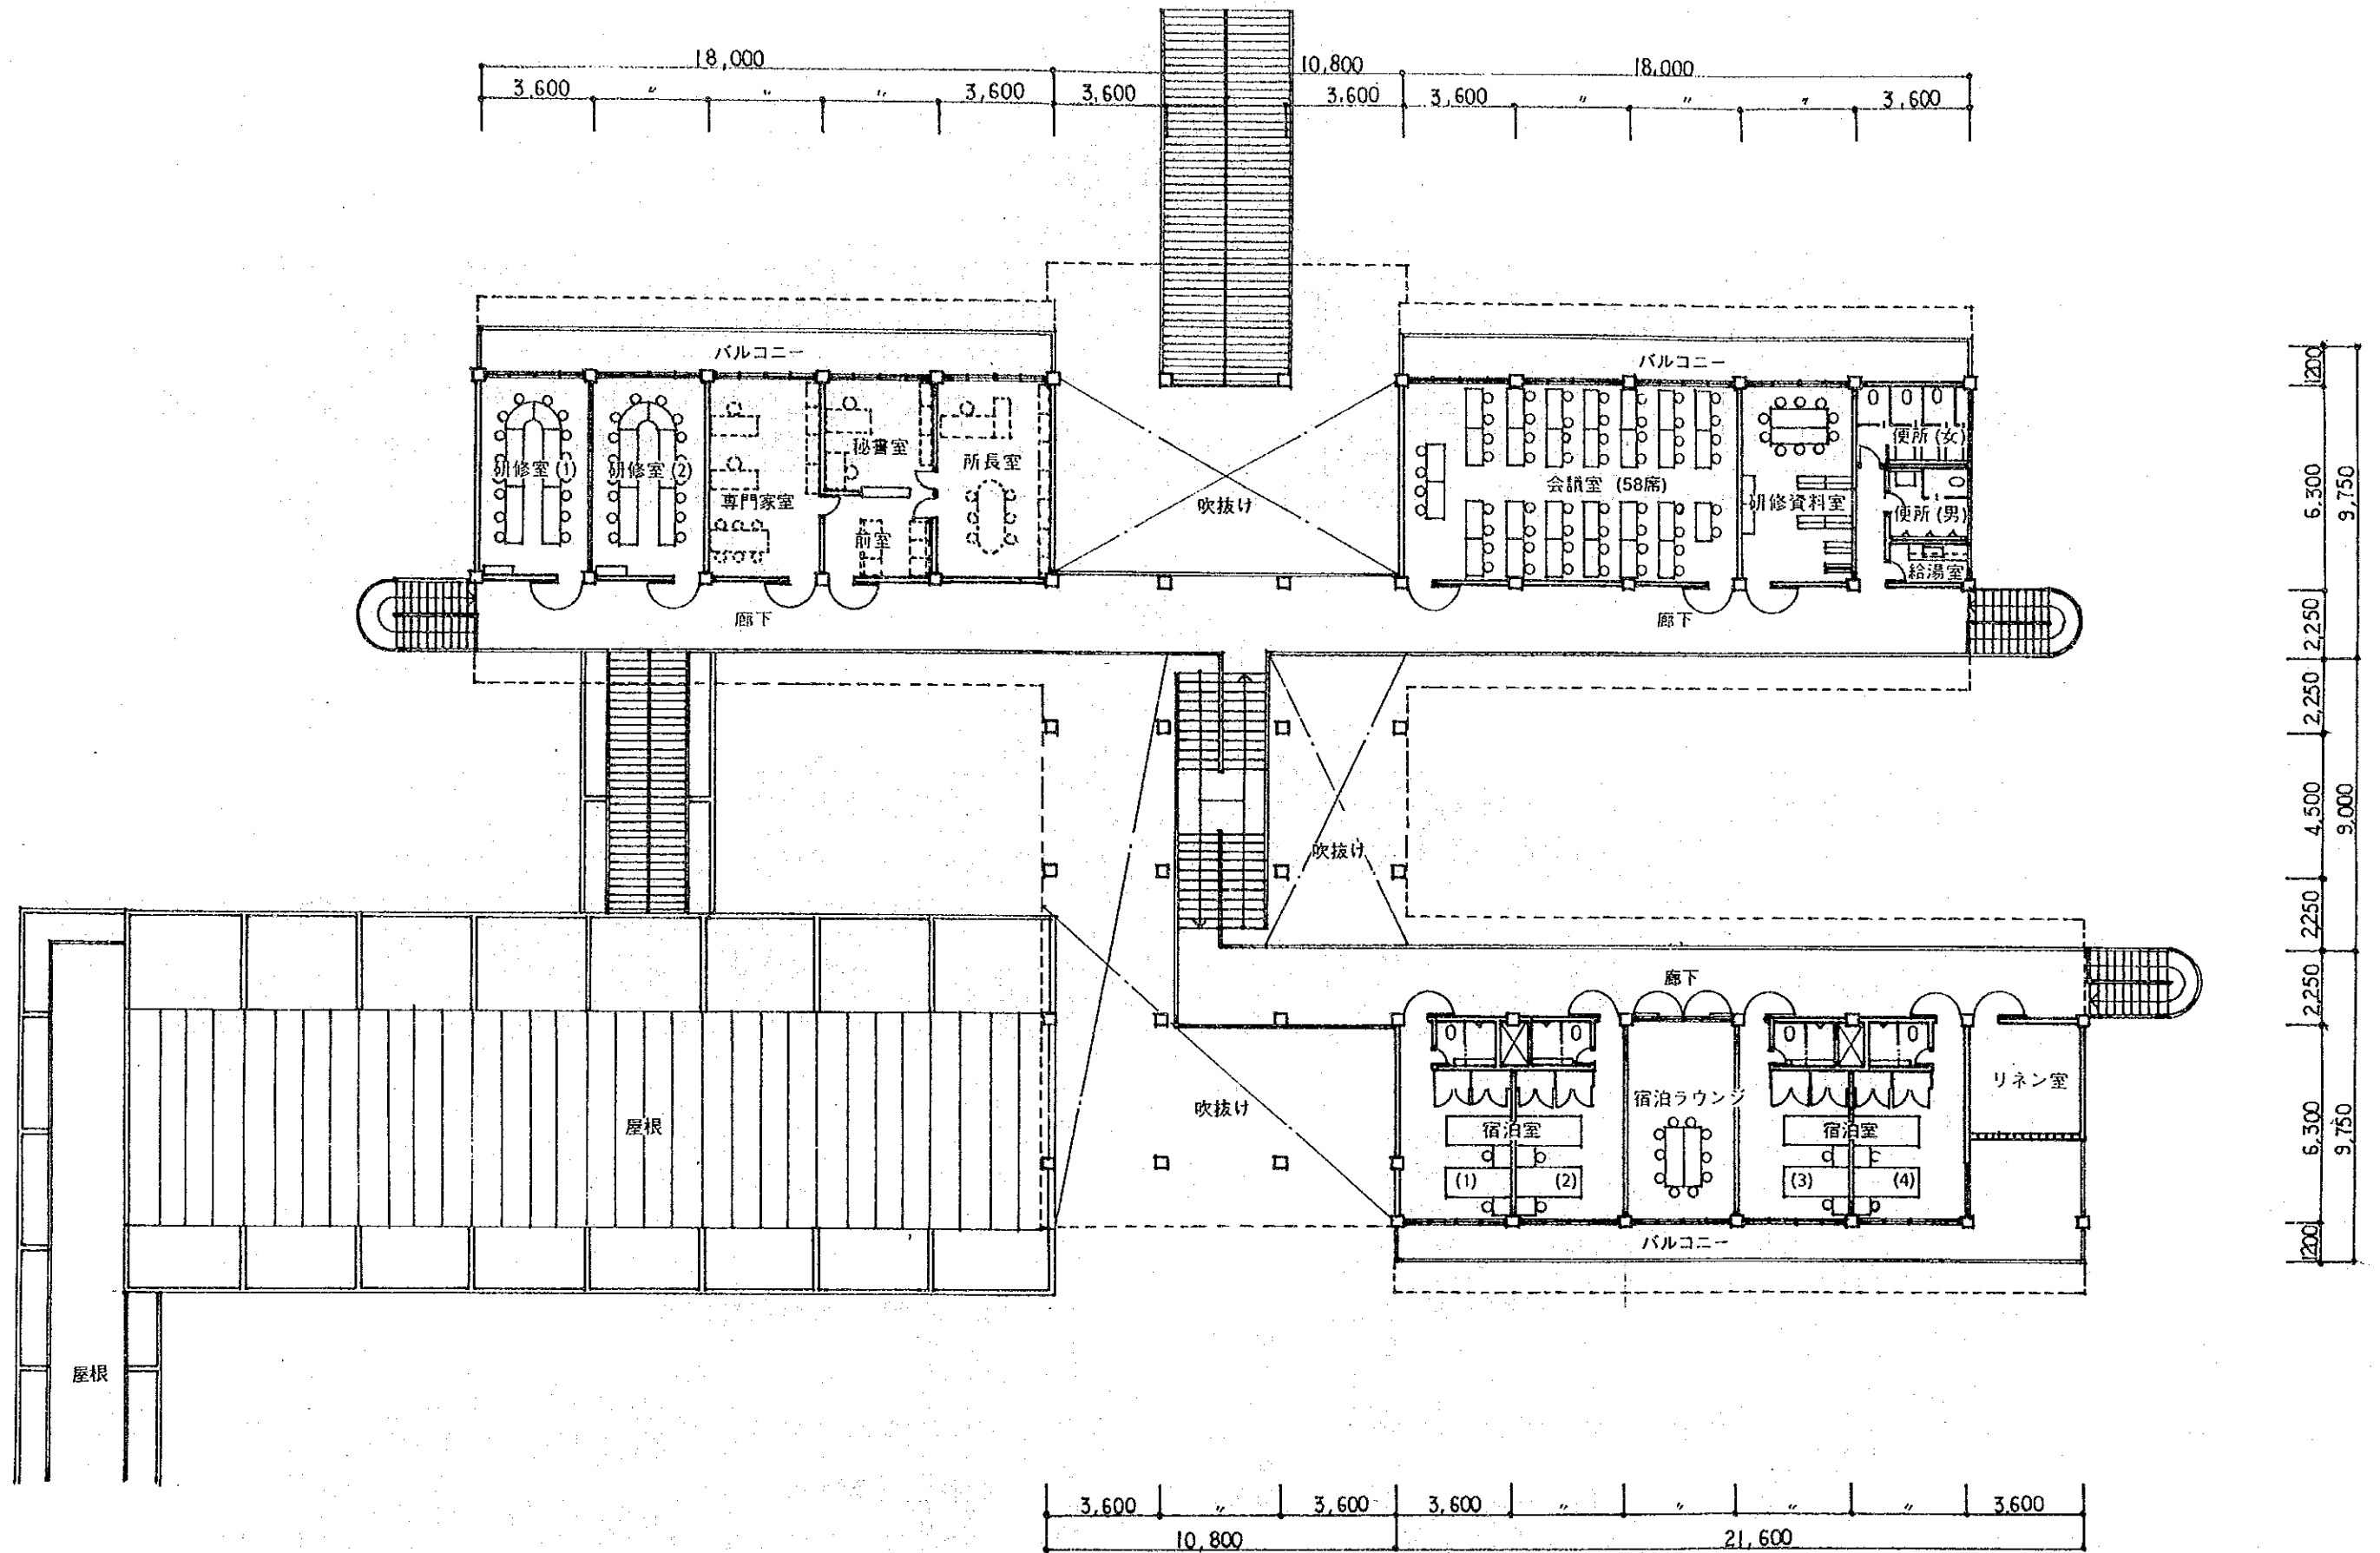 18,000
10,800
18,000
3,600
〃
〃
〃
3,600
3,600
3,600
3,600
〃
〃
〃
3,600
バルコニー
バルコニー
研修室(1)
研修室(2)
専門家室
秘書室
前室
所長室
吹抜け
会議室 (58席)
研修資料室
便所(女)
便所(男)
給湯室
廊下
廊下
1200
6,300
9,750
2,250
2,250
4,500
9,000
2250
2,250
6,300
9,750
1200
吹抜け
廊下
屋根
吹抜け
宿泊室
(1)
(2)
宿泊ラウンジ
宿泊室
(3)
(4)
リネン室
バルコニー
屋根
3,600
〃
3,600
3,600
〃
〃
〃
〃
3,600
10,800
21,600